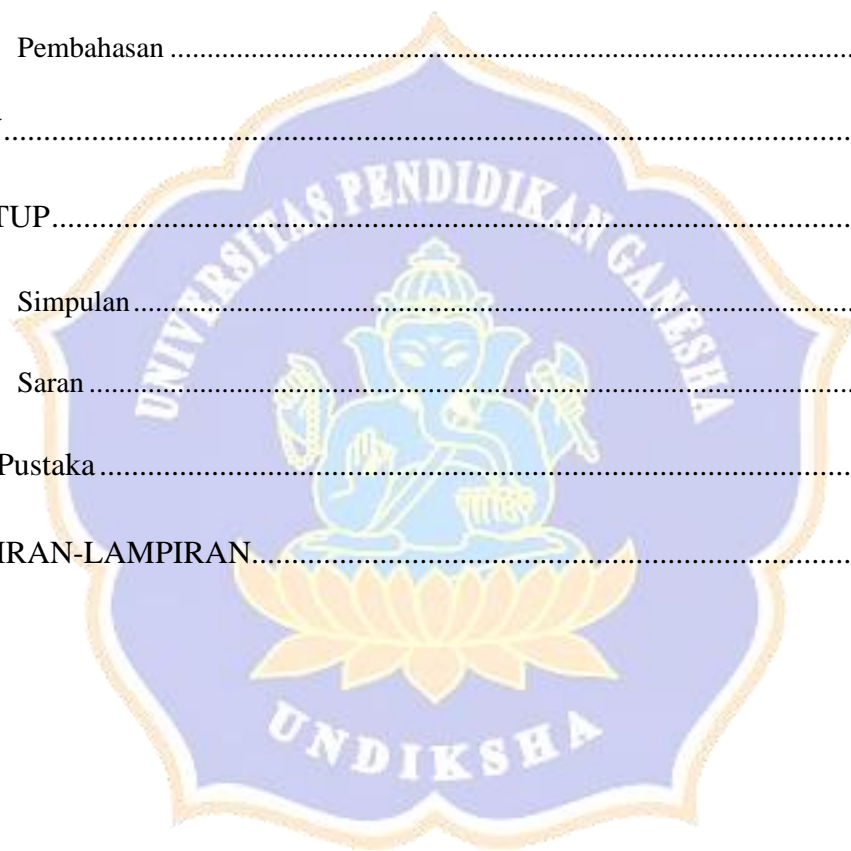 Pembahasan ........................................................................................
V........................................................................................................
TUP....................................................................................................
Simpulan............................................................................................
Saran ..................................................................................................
Pustaka ..............................................................................................
IRAN-LAMPIRAN...........................................................................
UNIVERSITAS PENDIDIKAN GANESHA
UNDIKSHA